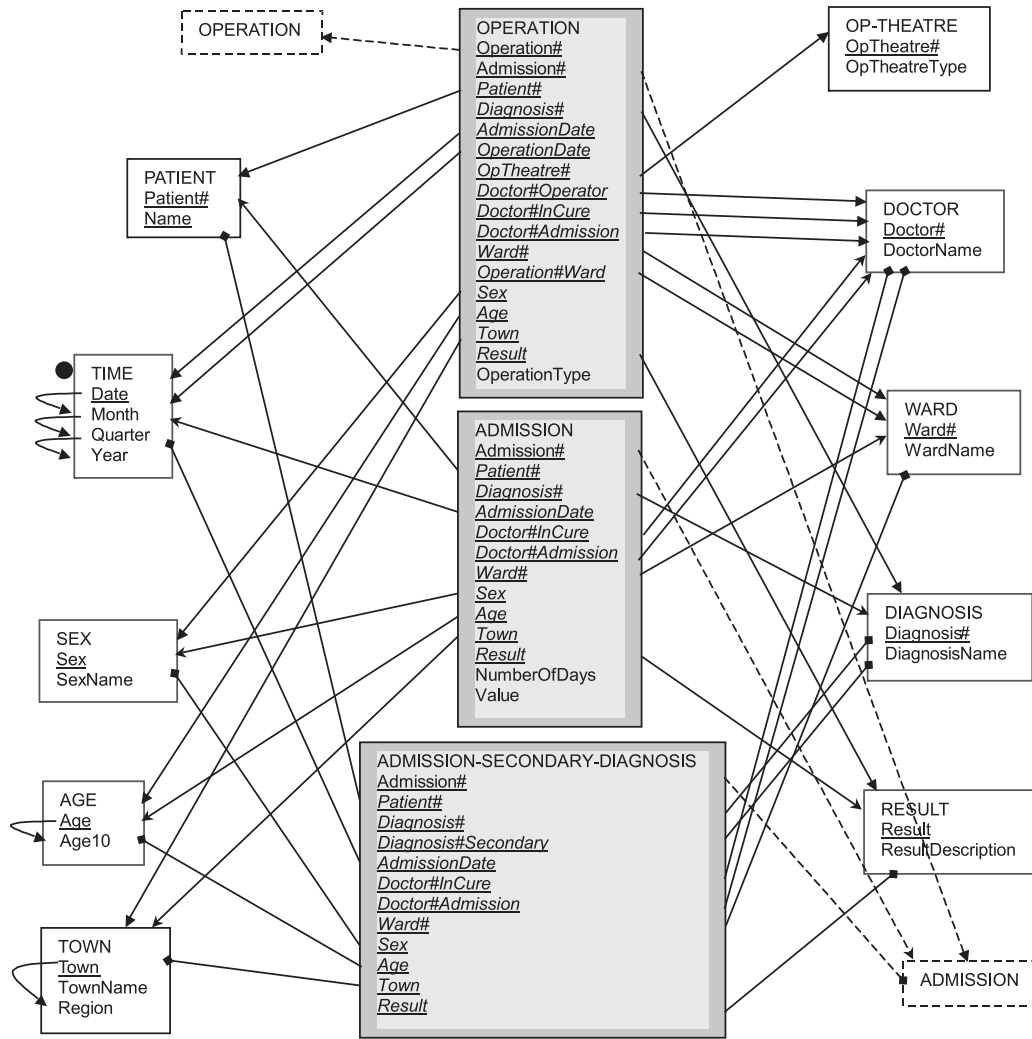 OPERATION
OPERATION
Operation#
Admission#
Patient#
Diagnosis#
AdmissionDate
OperationDate
OpTheatre#
Doctor#Operator
Doctor#InCure
Doctor#Admission
Ward#
Operation#Ward
Sex
Age
Town
Result
OperationType
OP-THEATRE
OpTheatre#
OpTheatreType
PATIENT
Patient#
Name
DOCTOR
Doctor#
DoctorName
TIME
Date
Month
Quarter
Year
ADMISSION
Admission#
Patient#
Diagnosis#
AdmissionDate
Doctor#InCure
Doctor#Admission
Ward#
Sex
Age
Town
Result
NumberOfDays
Value
WARD
Ward#
WardName
SEX
Sex
SexName
DIAGNOSIS
Diagnosis#
DiagnosisName
AGE
Age
Age10
ADMISSION-SECONDARY-DIAGNOSIS
Admission#
Patient#
Diagnosis#
Diagnosis#Secondary
AdmissionDate
Doctor#InCure
Doctor#Admission
Ward#
Sex
Age
Town
Result
RESULT
Result
ResultDescription
TOWN
Town
TownName
Region
ADMISSION